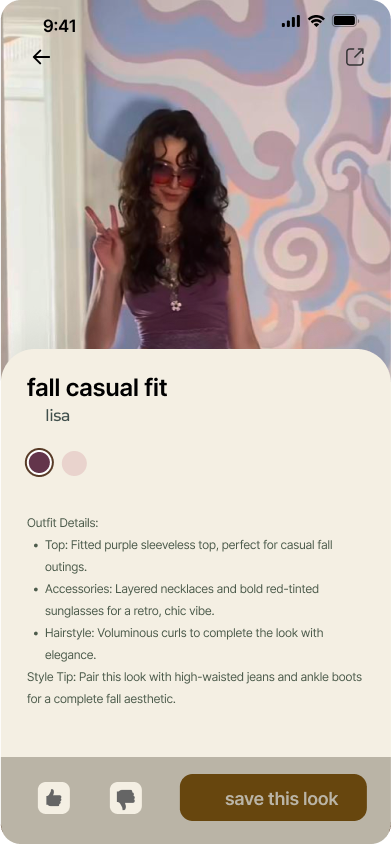 9:41
fall casual fit
lisa
Outfit Details:
• Top: Fitted purple sleeveless top, perfect for casual fall
outings.
• Accessories: Layered necklaces and bold red-tinted
sunglasses for a retro, chic vibe.
• Hairstyle: Voluminous curls to complete the look with
elegance.
Style Tip: Pair this look with high-waisted jeans and ankle boots
for a complete fall aesthetic.
save this look